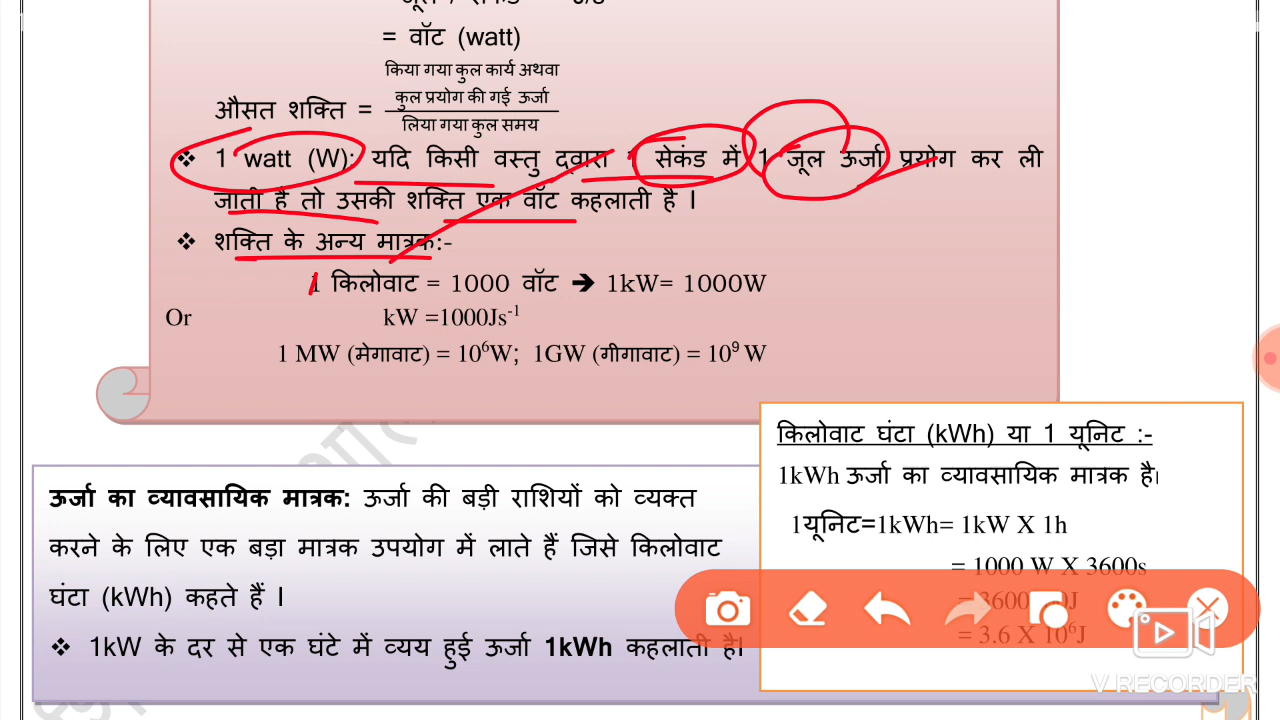 = वॉट (watt)
किया गया कुल कार्य अथवा
कुल प्रयोग की गई ऊर्जा
औसत शक्ति =
लिया गया कुल समय
❖ 1 watt (W): यदि किसी वस्तु द्वारा 1 सेकंड में 1 जूल ऊर्जा प्रयोग कर ली
जाती है तो उसकी शक्ति एक वॉट कहलाती है ।
❖ शक्ति के अन्य मात्रक:-
1 किलोवाट = 1000 वॉट ➔ 1kW= 1000W
Or kW =1000Js⁻¹
1 MW (मेगावाट) = 10⁶W; 1GW (गीगावाट) = 10⁹ W
किलोवाट घंटा (kWh) या 1 यूनिट :-
1kWh ऊर्जा का व्यावसायिक मात्रक है।
1यूनिट=1kWh= 1kW X 1h
= 1000 W X 3600s
= 3.6 X 10⁶J
ऊर्जा का व्यावसायिक मात्रक: ऊर्जा की बड़ी राशियों को व्यक्त
करने के लिए एक बड़ा मात्रक उपयोग में लाते हैं जिसे किलोवाट
घंटा (kWh) कहते हैं ।
❖ 1kW के दर से एक घंटे में व्यय हुई ऊर्जा 1kWh कहलाती है।
V RECORDER